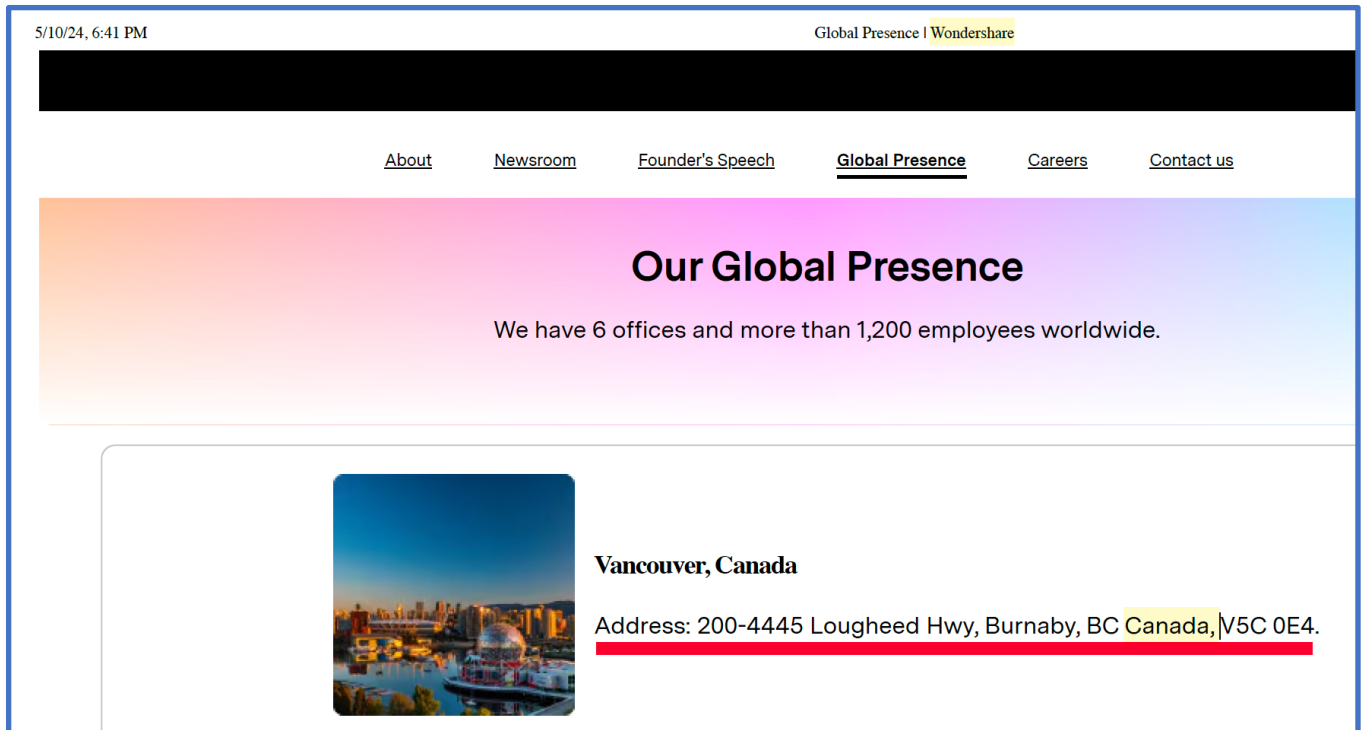 5/10/24, 6:41 PM Global Presence | Wondershare
About Newsroom Founder's Speech Global Presence Careers Contact us
Our Global Presence
We have 6 offices and more than 1,200 employees worldwide.
Vancouver, Canada
Address: 200-4445 Lougheed Hwy, Burnaby, BC Canada, V5C 0E4.